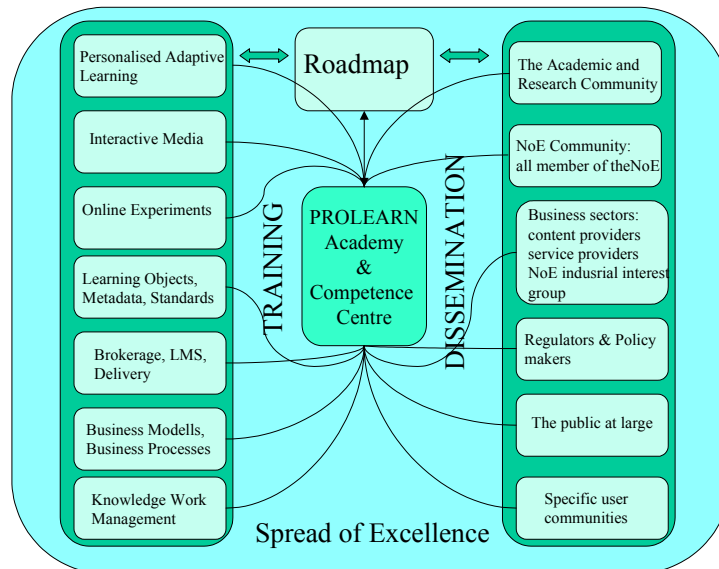 Personalised Adaptive
Learning
Interactive Media
Online Experiments
Learning Objects,
Metadata, Standards
Brokerage, LMS,
Delivery
Business Modells,
Business Processes
Knowledge Work
Management
Roadmap
TRAINING
PROLEARN
Academy
&
Competence
Centre
DISSEMINATION
The Academic and
Research Community
NoE Community:
all member of theNoE
Business sectors:
content providers
service providers
NoE indusrial interest
group
Regulators & Policy
makers
The public at large
Specific user
communities
Spread of Excellence